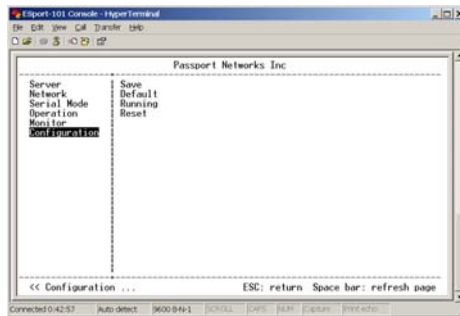 ESport-101 Console - HyperTerminal
File Edit View Call Transfer Help
Passport Networks Inc
Server
Network
Serial Mode
Operation
Monitor
Configuration
Save
Default
Running
Reset
<< Configuration ... ESC: return Space bar: refresh page
Connected 0:42:57 Auto detect 9600 8-N-1 SCROLL CAPS NUM Capture Print echo